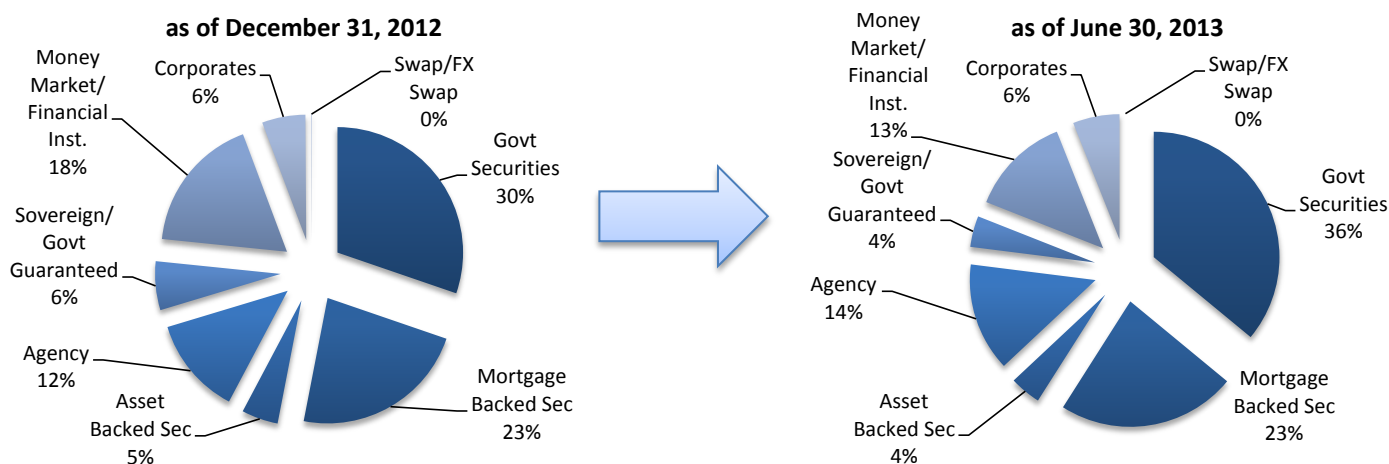 as of December 31, 2012
Money
Market/
Financial
Inst.
18%
Corporates
6%
Swap/FX
Swap
0%
Govt
Securities
30%
Sovereign/
Govt
Guaranteed
6%
Agency
12%
Asset
Backed Sec
5%
Mortgage
Backed Sec
23%
as of June 30, 2013
Money
Market/
Financial
Inst.
13%
Corporates
6%
Swap/FX
Swap
0%
Sovereign/
Govt
Guaranteed
4%
Govt
Securities
36%
Agency
14%
Asset
Backed Sec
4%
Mortgage
Backed Sec
23%